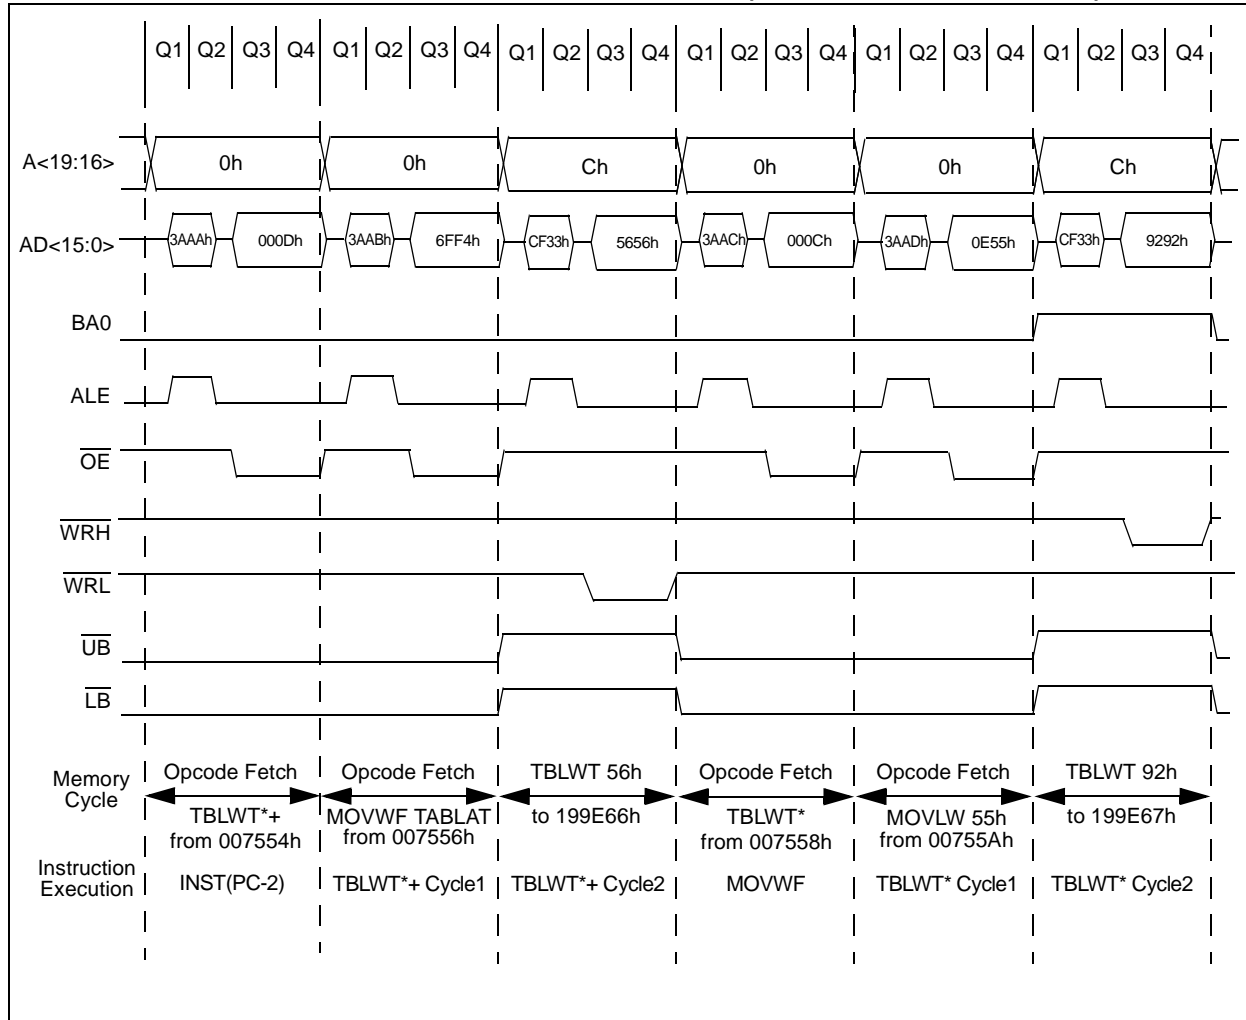 Q1 Q2 Q3 Q4 Q1 Q2 Q3 Q4 Q1 Q2 Q3 Q4 Q1 Q2 Q3 Q4 Q1 Q2 Q3 Q4 Q1 Q2 Q3 Q4
A<19:16> 0h 0h Ch 0h 0h Ch
AD<15:0> 3AAAh 000Dh 3AABh 6FF4h CF33h 5656h 3AACh 000Ch 3AADh 0E55h CF33h 9292h
BA0
ALE
OE
WRH
WRL
UB
LB
Memory Cycle
Opcode Fetch
TBLWT*+
from 007554h
Opcode Fetch
MOVWF TABLAT
from 007556h
TBLWT 56h
to 199E66h
Opcode Fetch
TBLWT*
from 007558h
Opcode Fetch
MOVLW 55h
from 00755Ah
TBLWT 92h
to 199E67h
Instruction Execution
INST(PC-2) TBLWT*+ Cycle1 TBLWT*+ Cycle2 MOVWF TBLWT* Cycle1 TBLWT* Cycle2